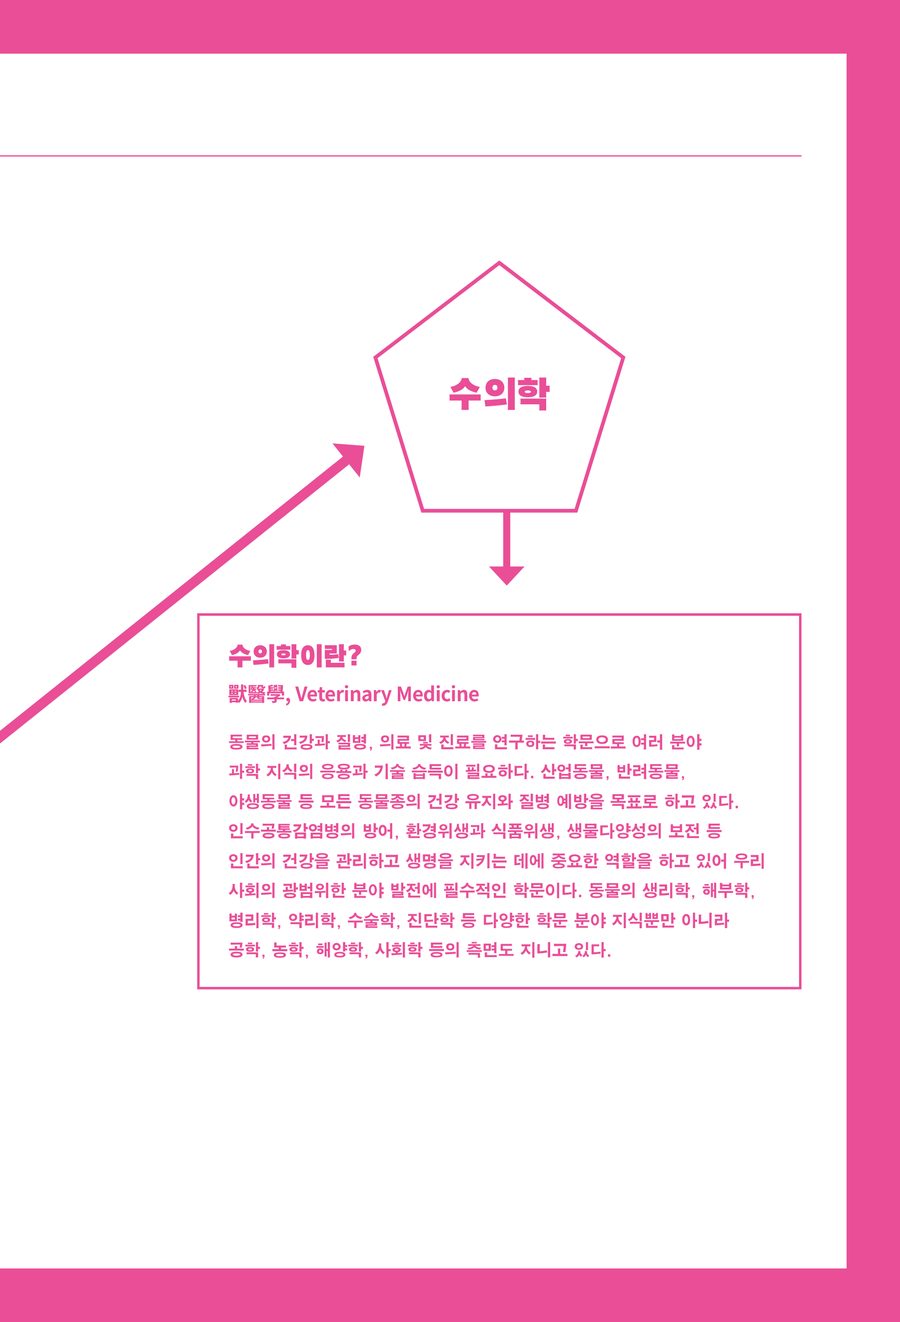 수의학
수의학이란?
獸醫學, Veterinary Medicine
동물의 건강과 질병, 의료 및 진료를 연구하는 학문으로 여러 분야
과학 지식의 응용과 기술 습득이 필요하다. 산업동물, 반려동물,
야생동물 등 모든 동물종의 건강 유지와 질병 예방을 목표로 하고 있다.
인수공통감염병의 방어, 환경위생과 식품위생, 생물다양성의 보전 등
인간의 건강을 관리하고 생명을 지키는 데에 중요한 역할을 하고 있어 우리
사회의 광범위한 분야 발전에 필수적인 학문이다. 동물의 생리학, 해부학,
병리학, 약리학, 수술학, 진단학 등 다양한 학문 분야 지식뿐만 아니라
공학, 농학, 해양학, 사회학 등의 측면도 지니고 있다.